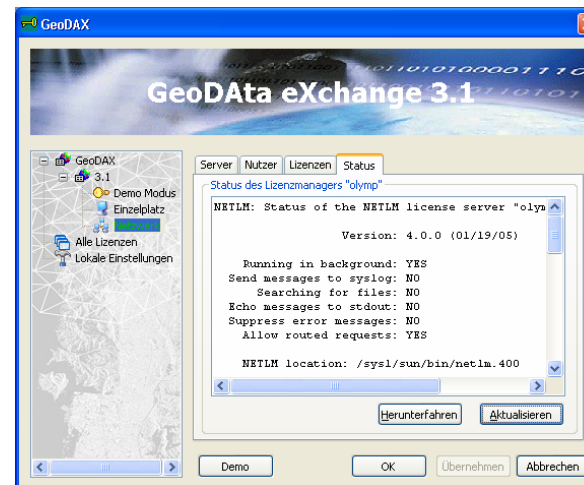 GeoDAX
GeoDAta eXchange 3.1
GeoDAX
3.1
Demo Modus
Einzelplatz
Alle Lizenzen
Lokale Einstellungen
Server Nutzer Lizenzen Status
Status des Lizenzmanagers "olymp"
NETLM: Status of the NETLM license server "olym
Version: 4.0.0 (01/19/05)
Running in background: YES
Send messages to syslog: NO
Searching for files: NO
Echo messages to stdout: NO
Suppress error messages: NO
Allow routed requests: YES
NETLM location: /sysl/sun/bin/netlm.400
Herunterfahren Aktualisieren
Demo OK Übernehmen Abbrechen